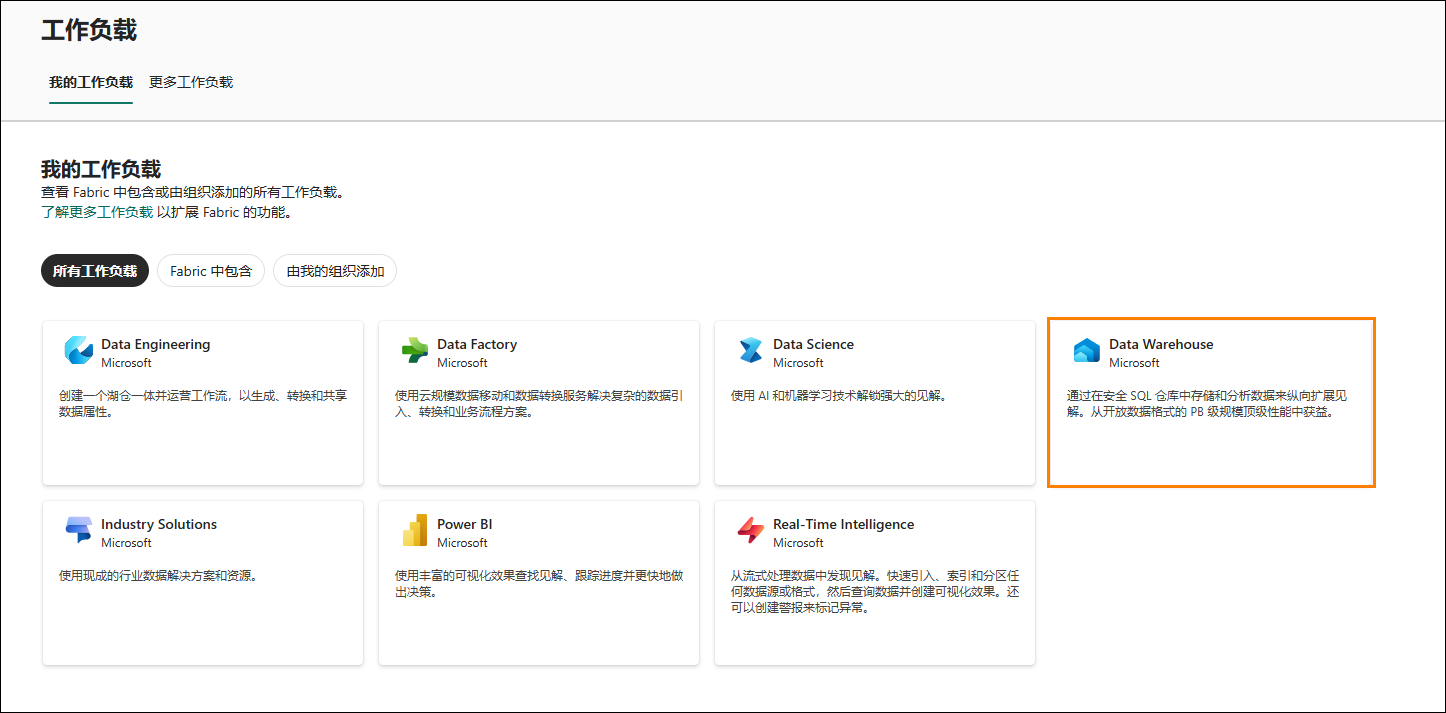 工作负载
我的工作负载 更多工作负载
我的工作负载
查看 Fabric 中包含或由组织添加的所有工作负载。
了解更多工作负载 以扩展 Fabric 的功能。
所有工作负载 Fabric 中包含 由我的组织添加
Data Engineering
Microsoft
创建一个湖仓一体并运营工作流，以生成、转换和共享
数据属性。
Data Factory
Microsoft
使用云规模数据移动和数据转换服务解决复杂的数据引
入、转换和业务流程方案。
Data Science
Microsoft
使用 AI 和机器学习技术解锁强大的见解。
Data Warehouse
Microsoft
通过在安全 SQL 仓库中存储和分析数据来纵向扩展见
解。从开放数据格式的 PB 级规模顶级性能中获益。
Industry Solutions
Microsoft
使用现成的行业数据解决方案和资源。
Power BI
Microsoft
使用丰富的可视化效果查找见解、跟踪进度并更快地做
出决策。
Real-Time Intelligence
Microsoft
从流式处理数据中发现见解。快速引入、索引和分区任
何数据源或格式，然后查询数据并创建可视化效果。还
可以创建警报来标记异常。